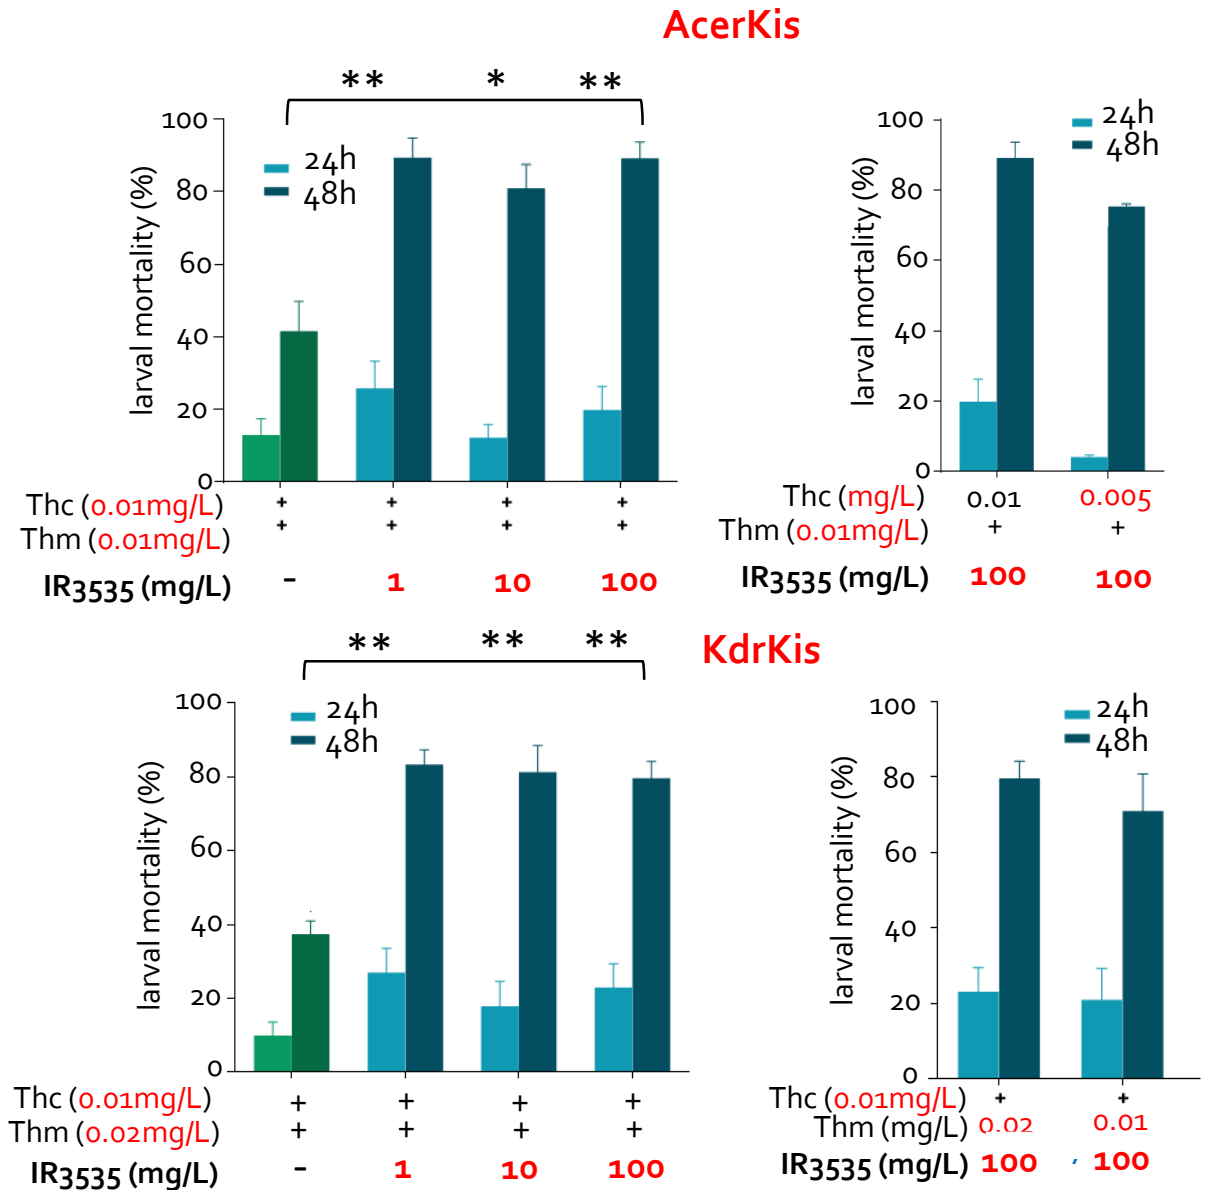 AcerKis
** * **
100
80
60
40
20
0
larval mortality (%)
24h
48h
Thc (0.01mg/L) + + + +
Thm (0.01mg/L) + + + +
IR3535 (mg/L) - 1 10 100
100
80
60
40
20
0
larval mortality (%)
24h
48h
Thc (mg/L) 0.01 0.005
Thm (0.01mg/L) + +
IR3535 (mg/L) 100 100
KdrKis
** ** **
100
80
60
40
20
0
larval mortality (%)
24h
48h
Thc (0.01mg/L) + + + +
Thm (0.02mg/L) + + + +
IR3535 (mg/L) - 1 10 100
100
80
60
40
20
0
larval mortality (%)
24h
48h
Thc (0.01mg/L) + +
Thm (mg/L) 0.02 0.01
IR3535 (mg/L) 100 100